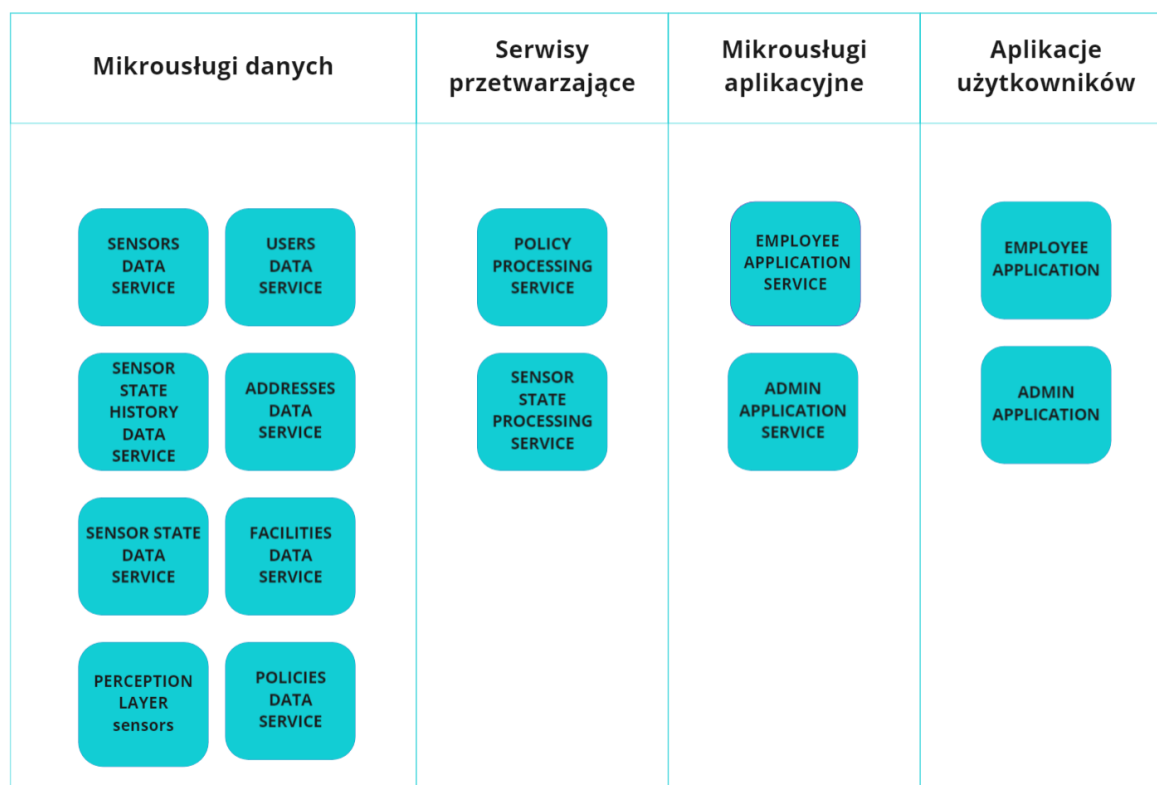 Mikrousługi danych
Serwisy
przetwarzające
Mikrousługi
aplikacyjne
Aplikacje
użytkowników
SENSORS
DATA
SERVICE
USERS
DATA
SERVICE
POLICY
PROCESSING
SERVICE
EMPLOYEE
APPLICATION
SERVICE
EMPLOYEE
APPLICATION
SENSOR
STATE
HISTORY
DATA
SERVICE
ADDRESSES
DATA
SERVICE
SENSOR
STATE
PROCESSING
SERVICE
ADMIN
APPLICATION
SERVICE
ADMIN
APPLICATION
SENSOR STATE
DATA
SERVICE
FACILITIES
DATA
SERVICE
PERCEPTION
LAYER
sensors
POLICIES
DATA
SERVICE